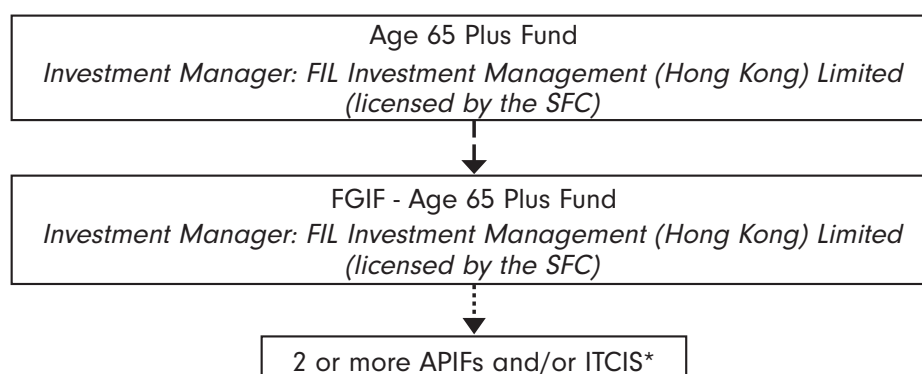 Age 65 Plus Fund
Investment Manager: FIL Investment Management (Hong Kong) Limited
(licensed by the SFC)
FGIF - Age 65 Plus Fund
Investment Manager: FIL Investment Management (Hong Kong) Limited
(licensed by the SFC)
2 or more APIFs and/or ITCIS*